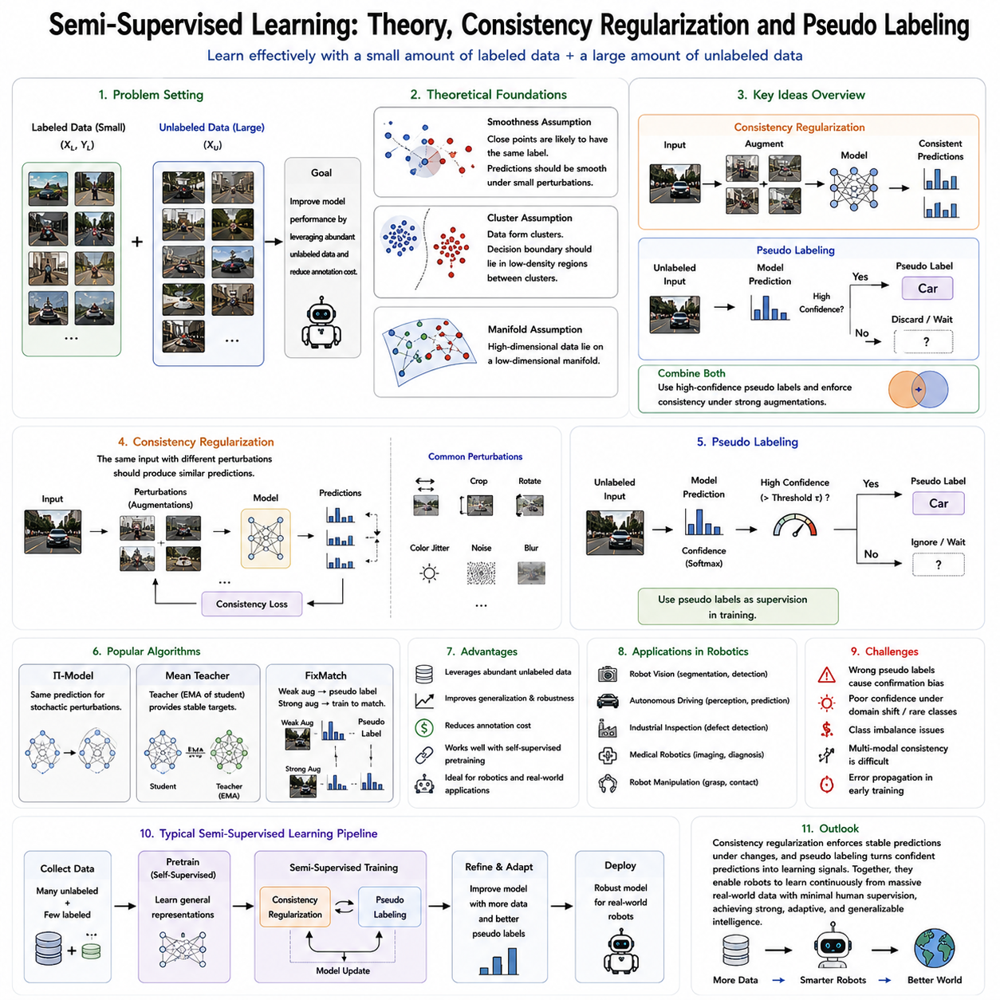 Semi-Supervised Learning: Theory, Consistency Regularization and Pseudo Labeling
Learn effectively with a small amount of labeled data + a large amount of unlabeled data
1. Problem Setting
Labeled Data (Small)
(X_L, Y_L)
Unlabeled Data (Large)
(X_U)
+
...
...
Goal
Improve model
performance by
leveraging abundant
unlabeled data and
reduce annotation cost.
2. Theoretical Foundations
Smoothness Assumption
Close points are likely to have
the same label.
Predictions should be smooth
under small perturbations.
Cluster Assumption
Data form clusters.
Decision boundary should
lie in low-density regions
between clusters.
Manifold Assumption
High-dimensional data lie on
a low-dimensional manifold.
3. Key Ideas Overview
Consistency Regularization
Input
Augment
+
Model
Consistent
Predictions
Pseudo Labeling
Unlabeled
Input
Model
Prediction
High
Confidence?
Yes
No
Pseudo Label
Car
Discard / Wait
?
Combine Both
Use high-confidence pseudo labels and enforce
consistency under strong augmentations.
+
4. Consistency Regularization
The same input with different perturbations
should produce similar predictions.
Input
Perturbations
(Augmentations)
+
Model
Predictions
...
Consistency Loss
Common Perturbations
Crop
Rotate
Color Jitter
Noise
Blur
...
5. Pseudo Labeling
Unlabeled
Input
Model
Prediction
Confidence
(Softmax)
High Confidence
(> Threshold τ) ?
Yes
No
Pseudo Label
Car
Ignore / Wait
?
Use pseudo labels as supervision
in training.
6. Popular Algorithms
Π-Model
Same prediction for
stochastic perturbations.
Mean Teacher
Teacher (EMA of student)
provides stable targets.
EMA
Student
Teacher
(EMA)
FixMatch
Weak aug → pseudo label
Strong aug → train to match.
Weak Aug
Pseudo
Label
Strong Aug
7. Advantages
Leverages abundant unlabeled data
Improves generalization & robustness
$
Reduces annotation cost
Works well with self-supervised
pretraining
Ideal for robotics and real-world
applications
8. Applications in Robotics
Robot Vision (segmentation, detection)
Autonomous Driving (perception, prediction)
Industrial Inspection (defect detection)
Medical Robotics (imaging, diagnosis)
Robot Manipulation (grasp, contact)
9. Challenges
Wrong pseudo labels
cause confirmation bias
Poor confidence under
domain shift / rare classes
Class imbalance issues
Multi-modal consistency
is difficult
Error propagation in
early training
10. Typical Semi-Supervised Learning Pipeline
Collect Data
Many unlabeled
+
Few labeled
+
...
Pretrain
(Self-Supervised)
Learn general
representations
Semi-Supervised Training
Consistency
Regularization
Pseudo
Labeling
Model Update
Refine & Adapt
Improve model
with more data
and better
pseudo labels
Deploy
Robust model
for real-world
robots
11. Outlook
Consistency regularization enforces stable predictions
under changes, and pseudo labeling turns confident
predictions into learning signals. Together, they
enable robots to learn continuously from massive
real-world data with minimal human supervision,
achieving strong, adaptive, and generalizable
intelligence.
More Data → Smarter Robots → Better World